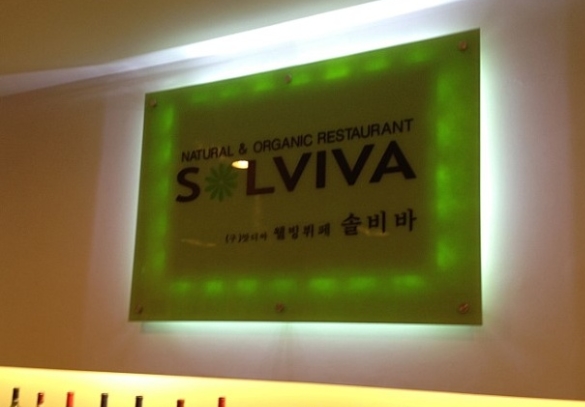 NATURAL & ORGANIC RESTAURANT
SOLVIVA
웰빙뷔페 솔비바